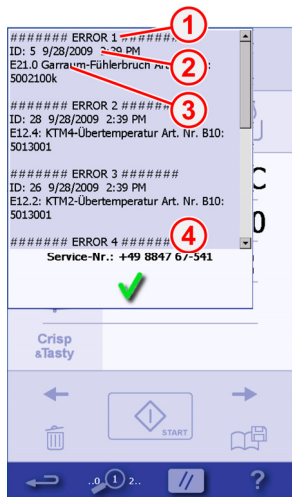 ####### ERROR 1 #######
ID: 5 9/28/2009 2:39 PM
E21.0 Garraum-Fühlerbruch Art.
5002100k
####### ERROR 2 #######
ID: 28 9/28/2009 2:39 PM
E12.4: KTM4-Übertemperatur Art. Nr. B10:
5013001
####### ERROR 3 #######
ID: 26 9/28/2009 2:39 PM
E12.2: KTM2-Übertemperatur Art. Nr. B10:
5013001
####### ERROR 4 #######
Service-Nr.: +49 8847 67-541
1
2
3
4
C
0
Crisp
&Tasty
START
..0 1 2..
//
?